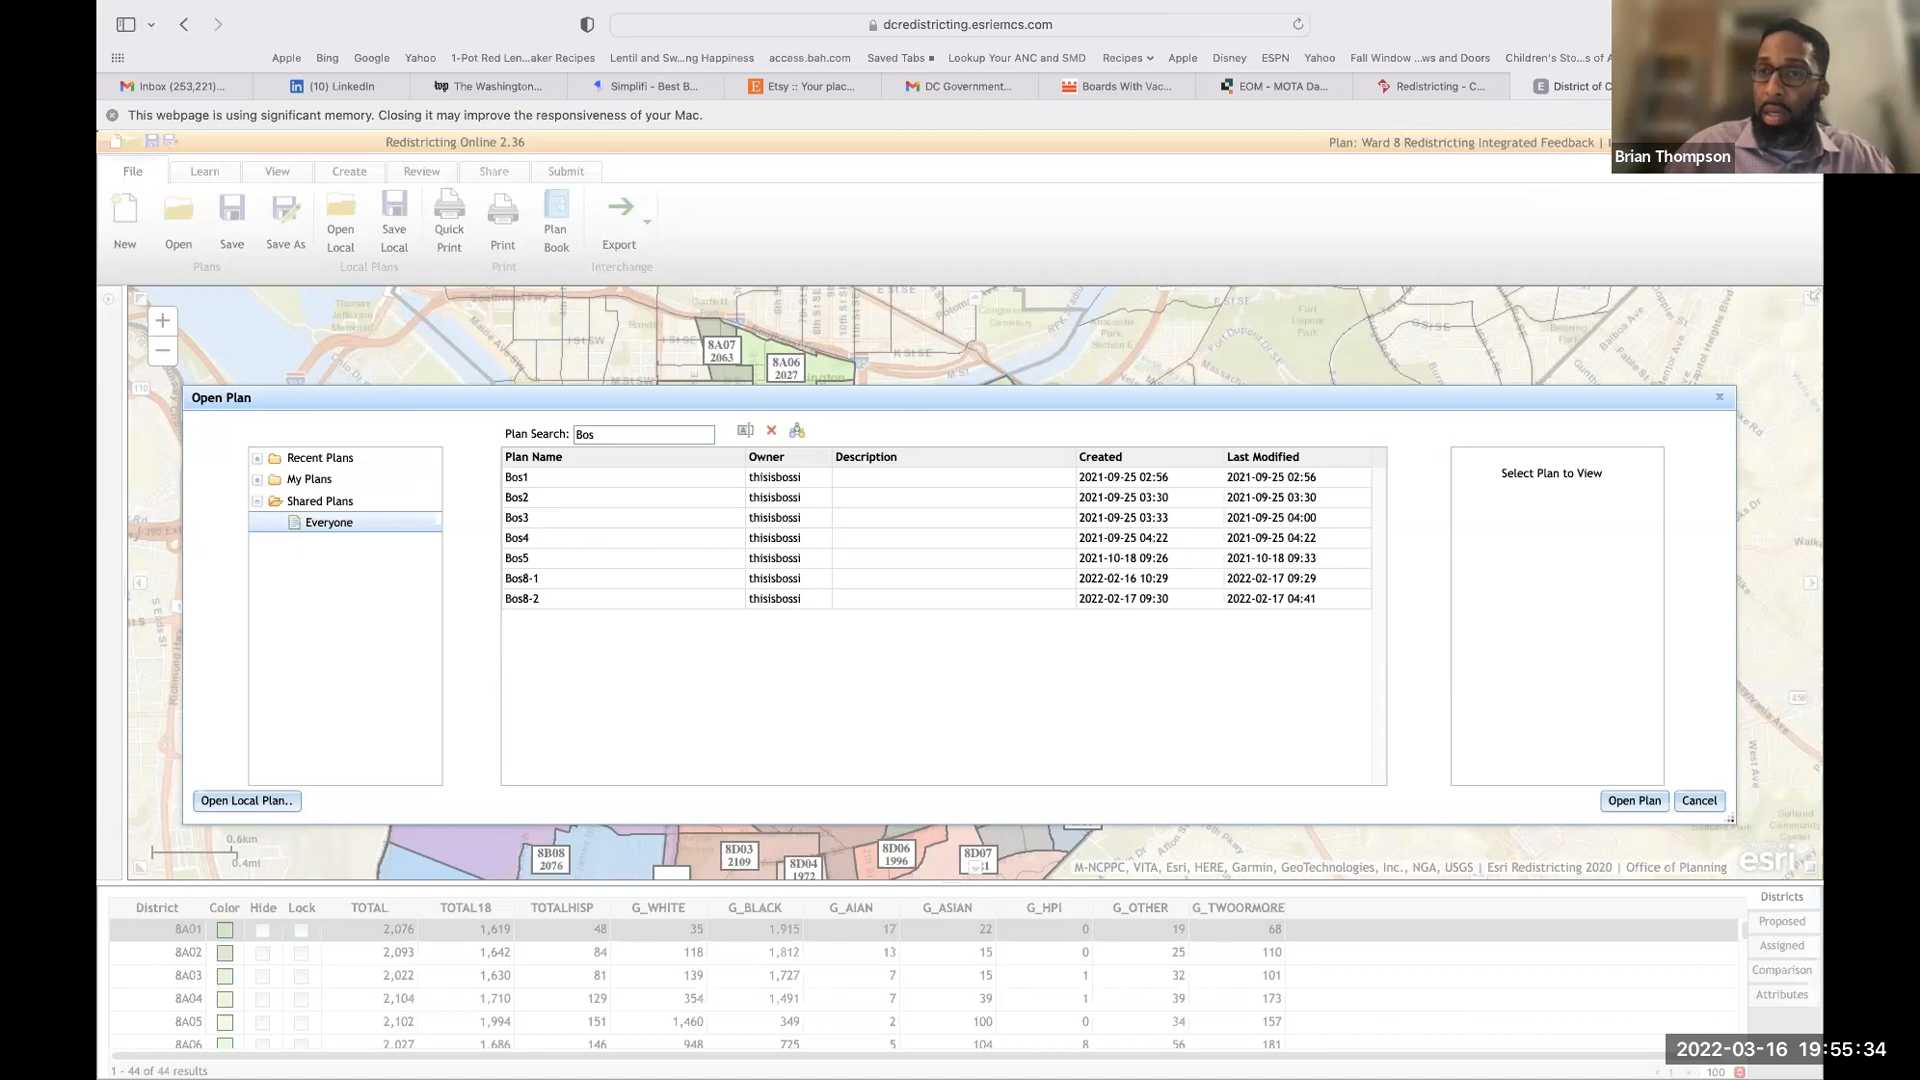 dcredistricting.esriemcs.com
Apple Bing Google Yahoo 1-Pot Red Len...aker Recipes Lentil and Sw...ng Happiness access.bah.com Saved Tabs Lookup Your ANC and SMD Recipes Apple Disney ESPN Yahoo Fall Window ...ws and Doors Children's Sto...s of A
Inbox (253,221)... (10) LinkedIn The Washington... Simplifi - Best B... Etsy :: Your plac... DC Government... Boards With Vac... EOM - MOTA Da... Redistricting - C... District of C
This webpage is using significant memory. Closing it may improve the responsiveness of your Mac.
Brian Thompson
Redistricting Online 2.36 Plan: Ward 8 Redistricting Integrated Feedback |
File Learn View Create Review Share Submit
New Open Save Save As Open Local Save Local Quick Print Print Plan Book Export
Plans Local Plans Print Interchange
8A07
2063
8A06
2027
Open Plan
Plan Search: Bos
Recent Plans
My Plans
Shared Plans
Everyone
Plan Name Owner Description Created Last Modified
Bos1 thisisbossi 2021-09-25 02:56 2021-09-25 02:56
Bos2 thisisbossi 2021-09-25 03:30 2021-09-25 03:30
Bos3 thisisbossi 2021-09-25 03:33 2021-09-25 04:00
Bos4 thisisbossi 2021-09-25 04:22 2021-09-25 04:22
Bos5 thisisbossi 2021-10-18 09:26 2021-10-18 09:33
Bos8-1 thisisbossi 2022-02-16 10:29 2022-02-17 09:29
Bos8-2 thisisbossi 2022-02-17 09:30 2022-02-17 04:41
Select Plan to View
Open Local Plan.. Open Plan Cancel
0.6km
0.4mi
8B08
2076
8D03
2109
8D04
1972
8D06
1996
8D07
M-NCPPC, VITA, Esri, HERE, Garmin, GeoTechnologies, Inc., NGA, USGS | Esri Redistricting 2020 | Office of Planning
esri
District Color Hide Lock TOTAL TOTAL18 TOTALHISP G_WHITE G_BLACK G_AIAN G_ASIAN G_HPI G_OTHER G_TWOORMORE
8A01 2,076 1,619 48 35 1,915 17 22 0 19 68
8A02 2,093 1,642 84 118 1,812 13 15 0 25 110
8A03 2,022 1,630 81 139 1,727 7 15 1 32 101
8A04 2,104 1,710 129 354 1,491 7 39 1 39 173
8A05 2,102 1,994 151 1,460 349 2 100 0 34 157
8A06 2,027 1,686 146 948 725 5 104 8 56 181
Districts
Proposed
Assigned
Comparison
Attributes
1 - 44 of 44 results
1 100
2022-03-16 19:55:34